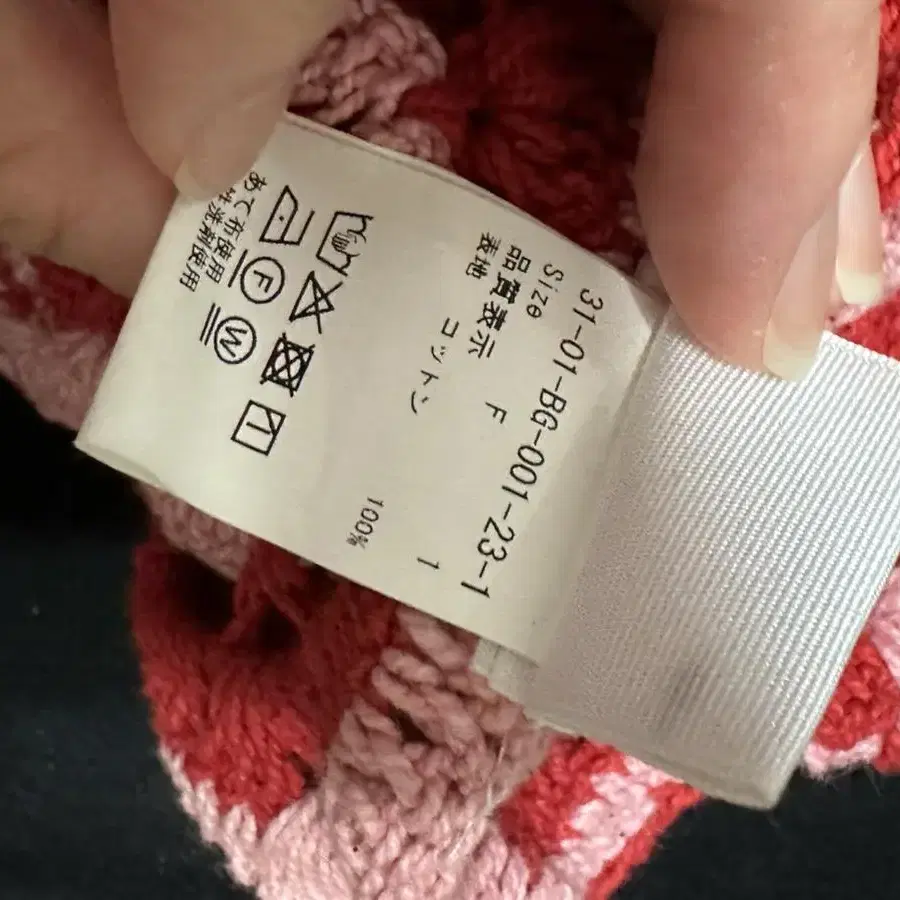 31-01-BG-001-23-1
Size F 1
品質表示
表地 コットン 100%
F
W
あて布使用
性洗剤使用